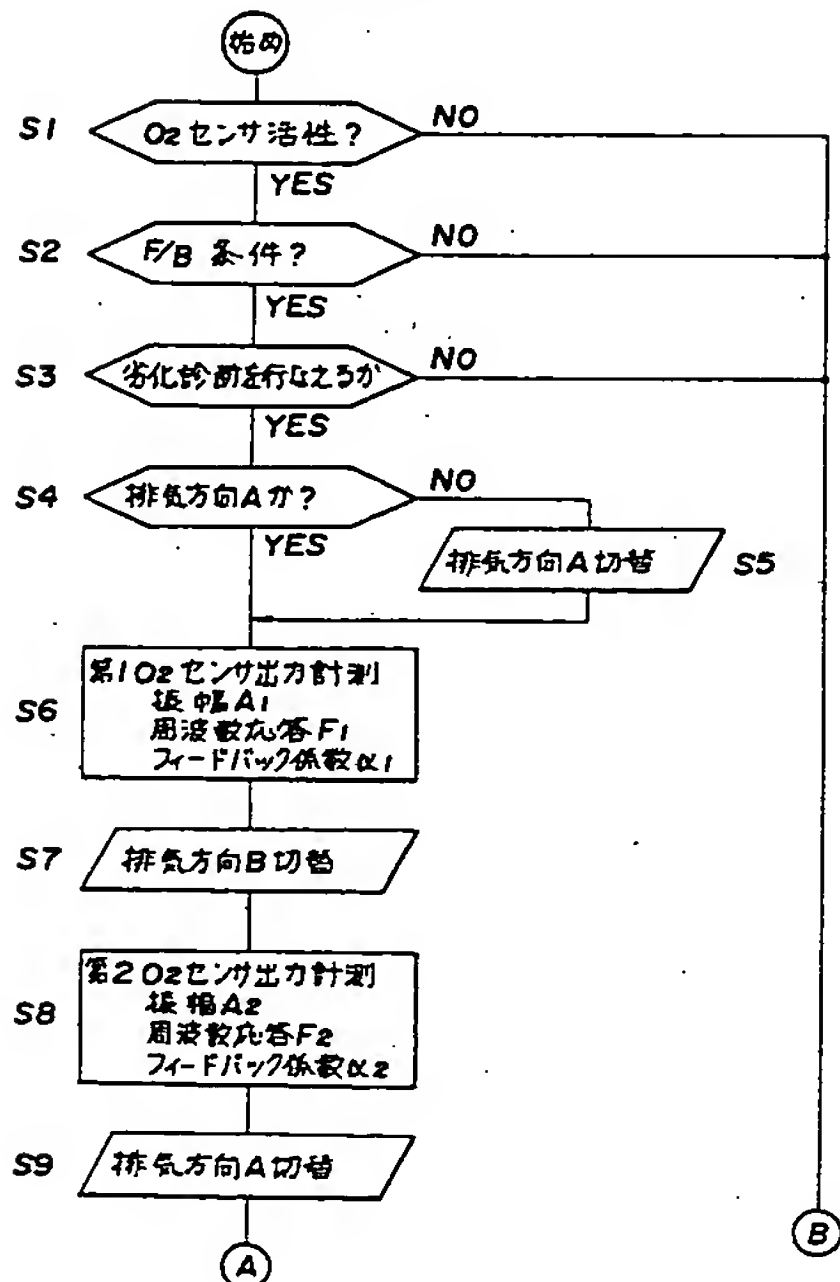 始め
S1 O2センサ活性? NO
YES
S2 F/B 条件? NO
YES
S3 劣化診断を行なえるか NO
YES
S4 排気方向Aか? NO
YES
排気方向A切替 S5
第1O2センサ出力計測
S6 振幅A1
周波数応答F1
フィードバック係数α1
S7 排気方向B切替
第2O2センサ出力計測
S8 振幅A2
周波数応答F2
フィードバック係数α2
S9 排気方向A切替
A B